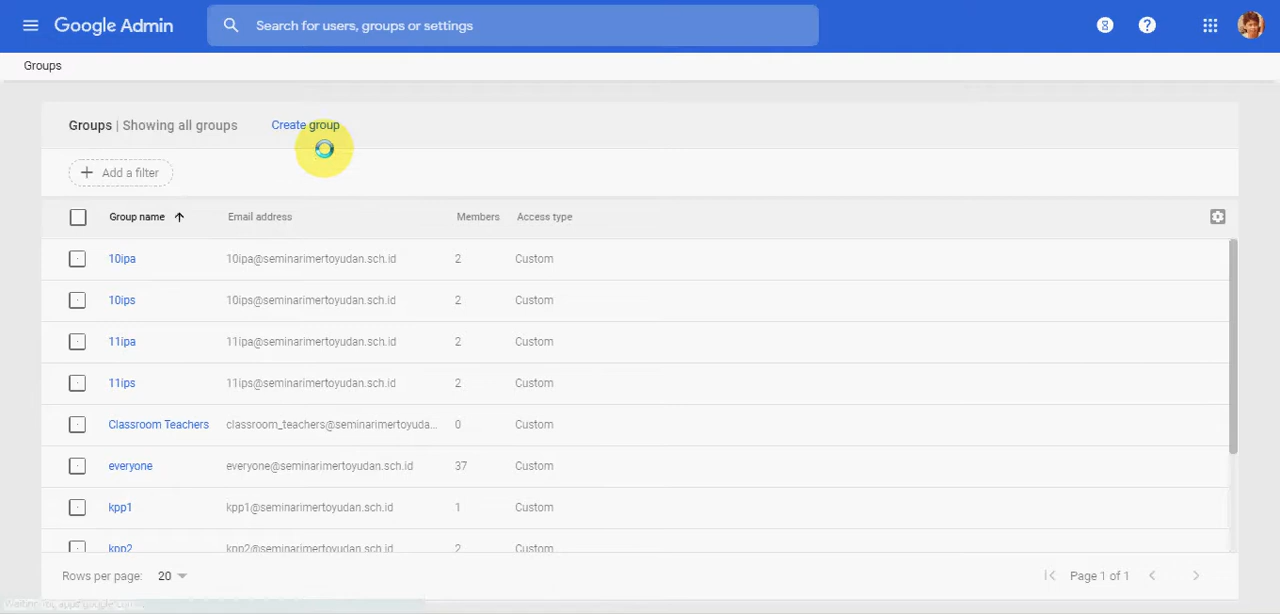 Google Admin
Search for users, groups or settings
Groups
Groups | Showing all groups
Create group
Add a filter
Group name Email address Members Access type
10ipa 10ipa@seminarimertoyudan.sch.id 2 Custom
10ips 10ips@seminarimertoyudan.sch.id 2 Custom
11ipa 11ipa@seminarimertoyudan.sch.id 2 Custom
11ips 11ips@seminarimertoyudan.sch.id 2 Custom
Classroom Teachers classroom_teachers@seminarimertoyuda... 0 Custom
everyone everyone@seminarimertoyudan.sch.id 37 Custom
kpp1 kpp1@seminarimertoyudan.sch.id 1 Custom
kpp2 kpp2@seminarimertoyudan.sch.id 2 Custom
Rows per page: 20 Page 1 of 1